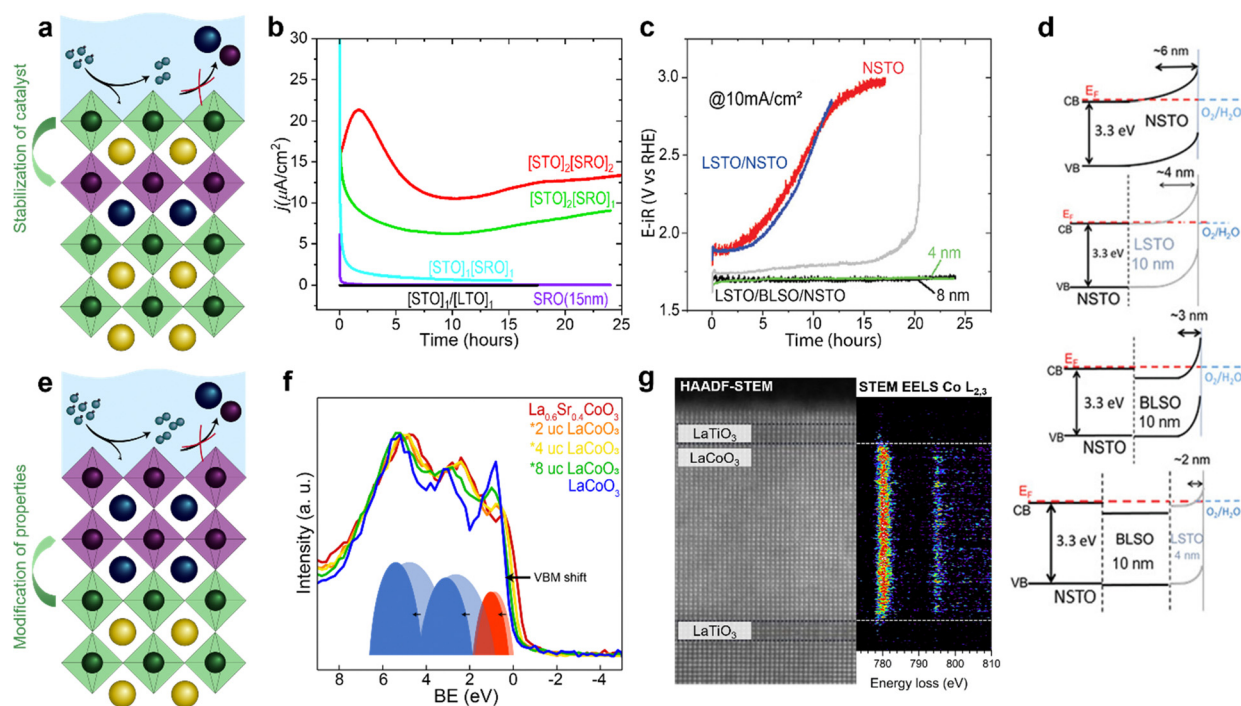 a
Stabilization of catalyst
b
30
25
20
15
10
5
0
j(μA/cm²)
[STO]₂[SRO]₂
[STO]₂[SRO]₁
[STO]₁[SRO]₁
[STO]₁/[LTO]₁
SRO(15nm)
0 5 10 15 20 25
Time (hours)
c
3.0
2.5
2.0
1.5
E-iR (V vs RHE)
@10mA/cm²
NSTO
LSTO/NSTO
4 nm
LSTO/BLSO/NSTO
8 nm
0 5 10 15 20 25
Time (hours)
d
~6 nm
E_F
CB
NSTO
O₂/H₂O
3.3 eV
VB
~4 nm
E_F
CB
O₂/H₂O
3.3 eV
LSTO
10 nm
VB
NSTO
~3 nm
E_F
CB
O₂/H₂O
3.3 eV
BLSO
10 nm
VB
NSTO
~2 nm
E_F
CB
O₂/H₂O
3.3 eV
BLSO
10 nm
LSTO
4 nm
VB
NSTO
e
Modification of properties
f
Intensity (a. u.)
La₀.₆Sr₀.₄CoO₃
*2 uc LaCoO₃
*4 uc LaCoO₃
*8 uc LaCoO₃
LaCoO₃
VBM shift
8 6 4 2 0 -2 -4
BE (eV)
g
HAADF-STEM
STEM EELS Co L₂,₃
LaTiO₃
LaCoO₃
LaTiO₃
780 790 800 810
Energy loss (eV)